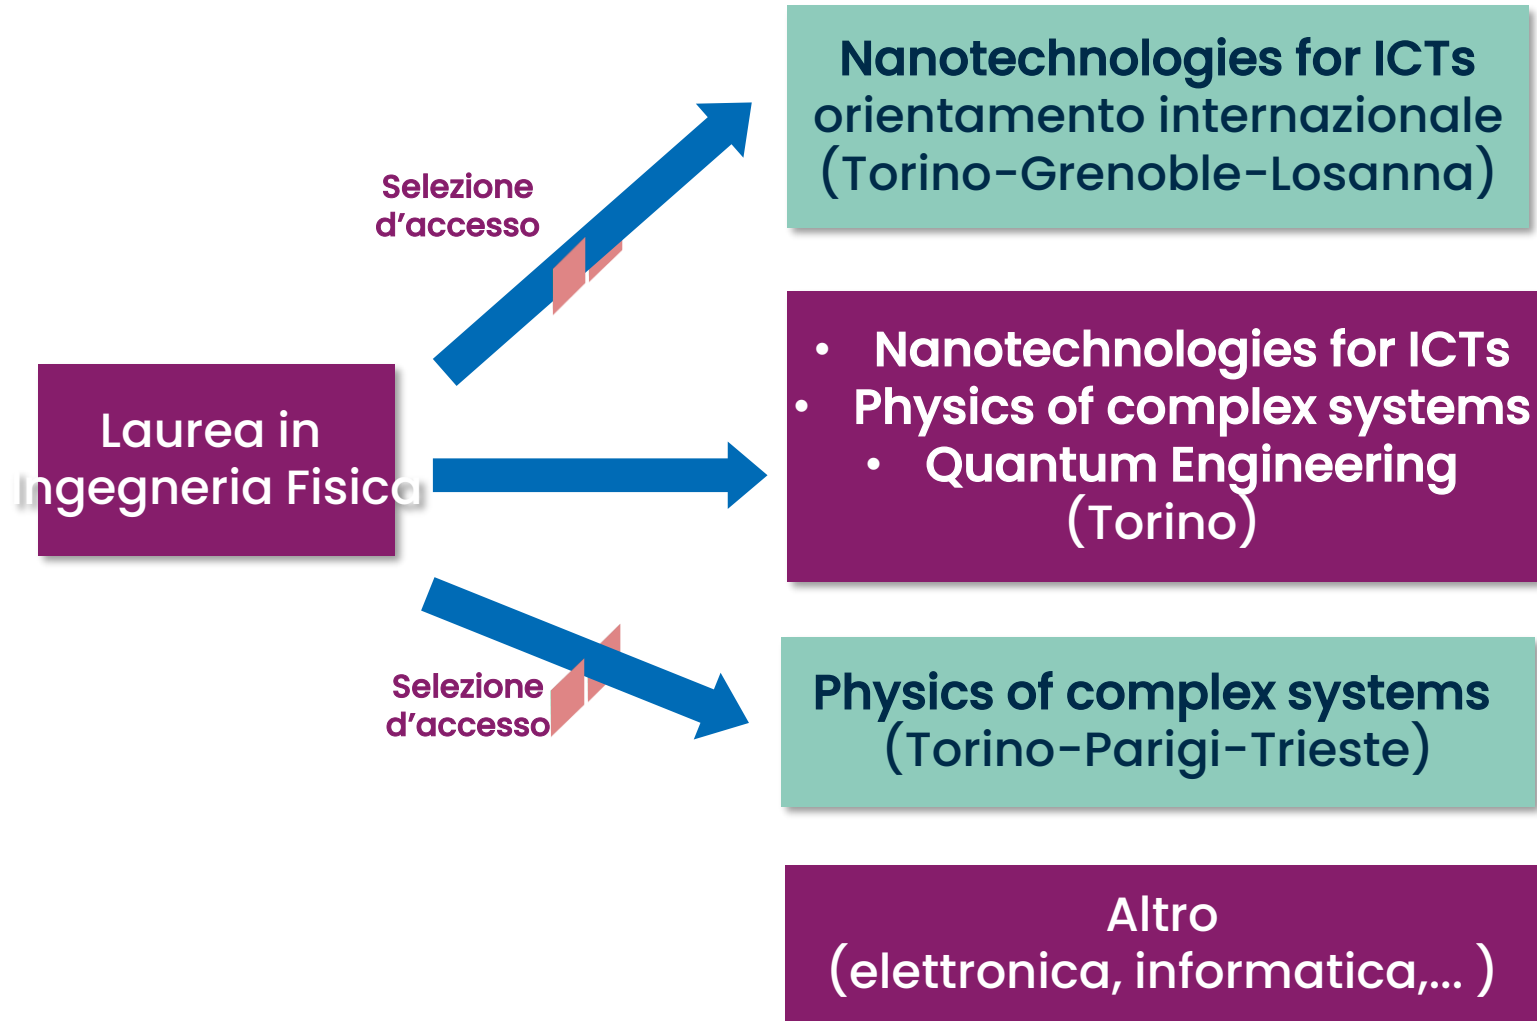 Nanotechnologies for ICTs
orientamento internazionale
(Torino-Grenoble-Losanna)
Selezione
d’accesso
• Nanotechnologies for ICTs
• Physics of complex systems
• Quantum Engineering
(Torino)
Laurea in
Ingegneria Fisica
Selezione
d’accesso
Physics of complex systems
(Torino-Parigi-Trieste)
Altro
(elettronica, informatica,... )